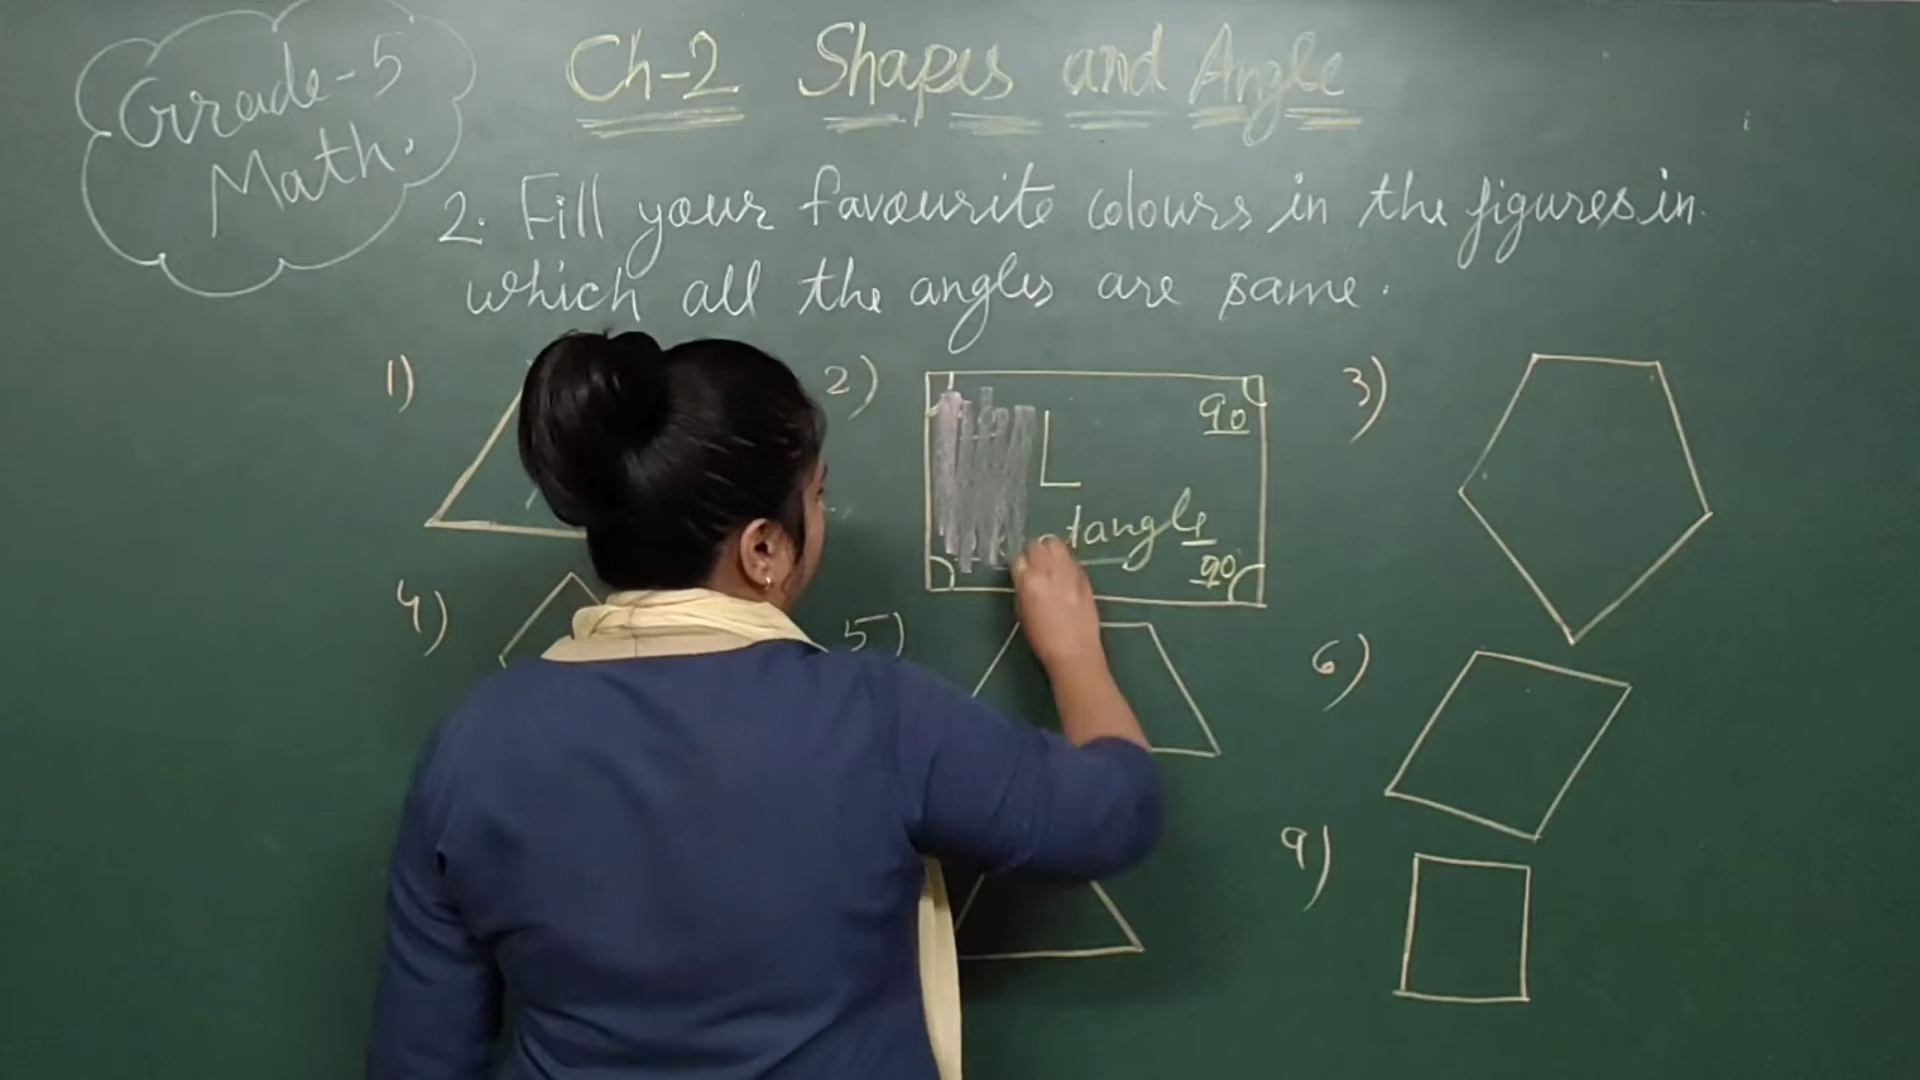 Grade-5
Math.
Ch-2 Shapes and Angle
2. Fill your favourite colours in the figures in
which all the angles are same.
1)
2)
90
3)
90
4)
5)
6)
9)